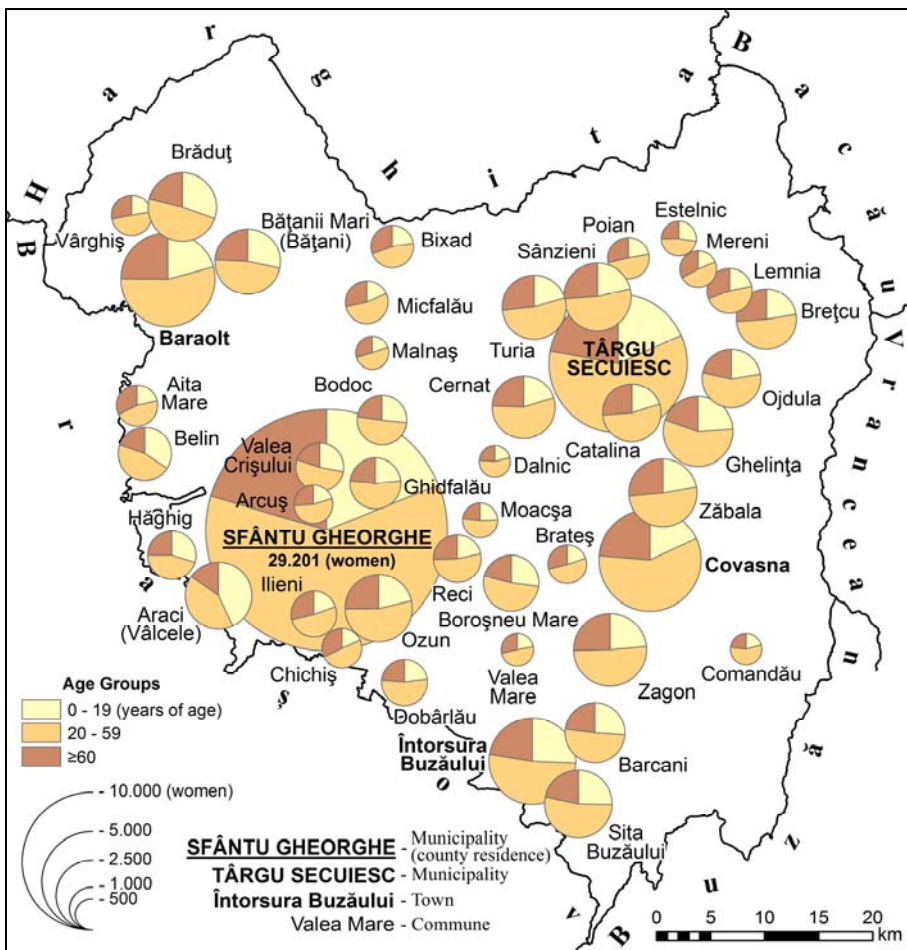 H a r g h i t a
B a c ă u
V r a n c e a
B r a ş o v
B u z ă u
Brăduţ
Vârghiş
Băţanii Mari
(Băţani)
Baraolt
Bixad
Micfalău
Malnaş
Estelnic
Poian
Mereni
Sânzieni
Lemnia
Breţcu
Turia
TÂRGU
SECUIESC
Cernat
Ojdula
Catalina
Ghelinţa
Aita
Mare
Belin
Bodoc
Valea
Crişului
Ghidfalău
Arcuş
SFÂNTU GHEORGHE
29.201 (women)
Dalnic
Moacşa
Zăbala
Brateş
Covasna
Hăghig
Araci
(Vâlcele)
Ilieni
Reci
Boroşneu Mare
Ozun
Chichiş
Valea
Mare
Zagon
Comandău
Dobârlău
Întorsura
Buzăului
Barcani
Sita
Buzăului
Age Groups
0 - 19 (years of age)
20 - 59
≥60
- 10.000 (women)
- 5.000
- 2.500
- 1.000
- 500
SFÂNTU GHEORGHE - Municipality
(county residence)
TÂRGU SECUIESC - Municipality
Întorsura Buzăului - Town
Valea Mare - Commune
0 5 10 15 20
km